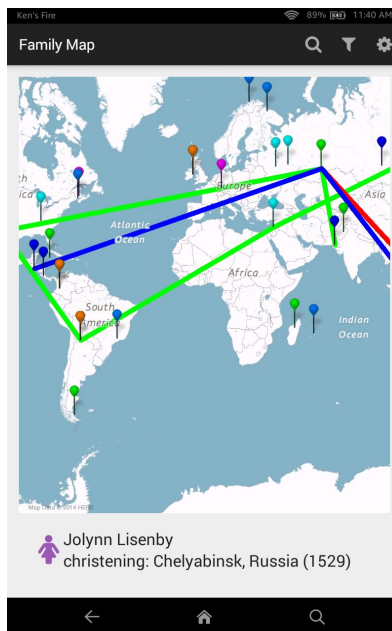 Ken's Fire
89%
11:40 AM
Family Map
Europe
Asia
Atlantic
Ocean
Africa
South
America
Indian
Ocean
Map Data © 2014 HERE
Jolynn Lisenby
christening: Chelyabinsk, Russia (1529)